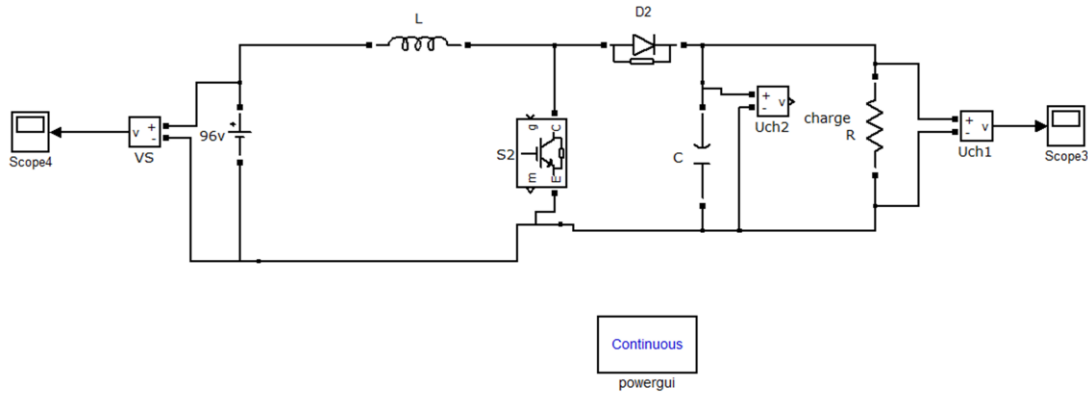 L
D2
Scope4
v
+
-
VS
96v
+
g
C
S2
m
E
C
+
-
v
Uch2
charge
R
+
-
v
Uch1
Scope3
Continuous
powergui